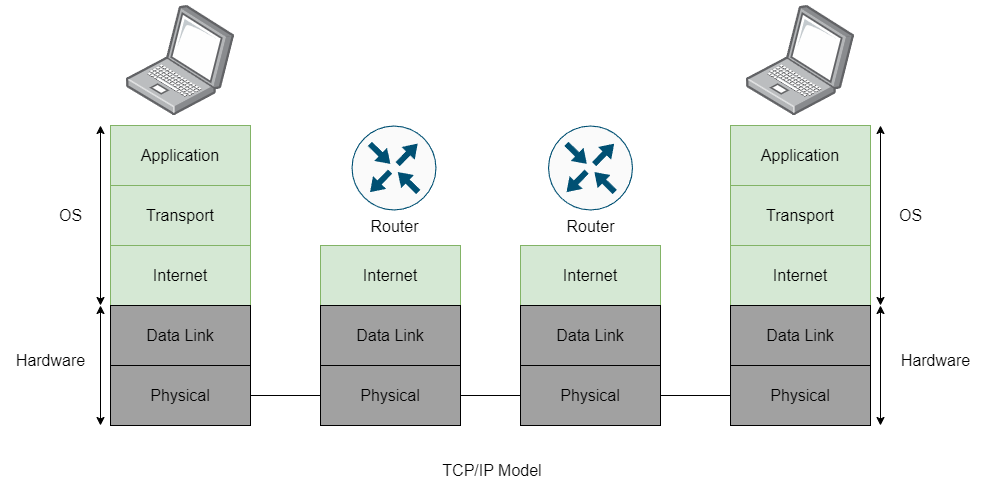 Application
Application
OS
Transport
Router
Router
Transport
OS
Internet
Internet
Internet
Internet
Data Link
Data Link
Data Link
Data Link
Hardware
Hardware
Physical
Physical
Physical
Physical
TCP/IP Model